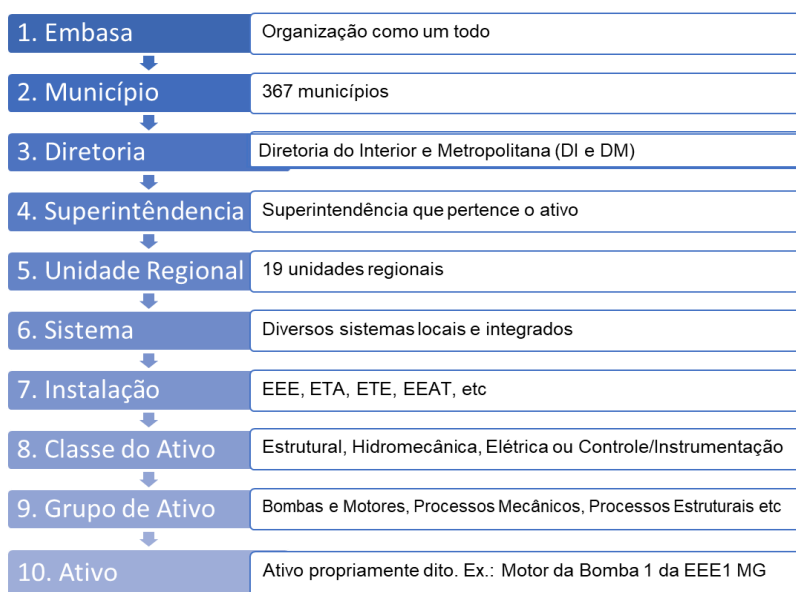 1. Embasa
Organização como um todo
2. Município
367 municípios
3. Diretoria
Diretoria do Interior e Metropolitana (DI e DM)
4. Superintêndencia
Superintendência que pertence o ativo
5. Unidade Regional
19 unidades regionais
6. Sistema
Diversos sistemas locais e integrados
7. Instalação
EEE, ETA, ETE, EEAT, etc
8. Classe do Ativo
Estrutural, Hidromecânica, Elétrica ou Controle/Instrumentação
9. Grupo de Ativo
Bombas e Motores, Processos Mecânicos, Processos Estruturais etc
10. Ativo
Ativo propriamente dito. Ex.: Motor da Bomba 1 da EEE1 MG